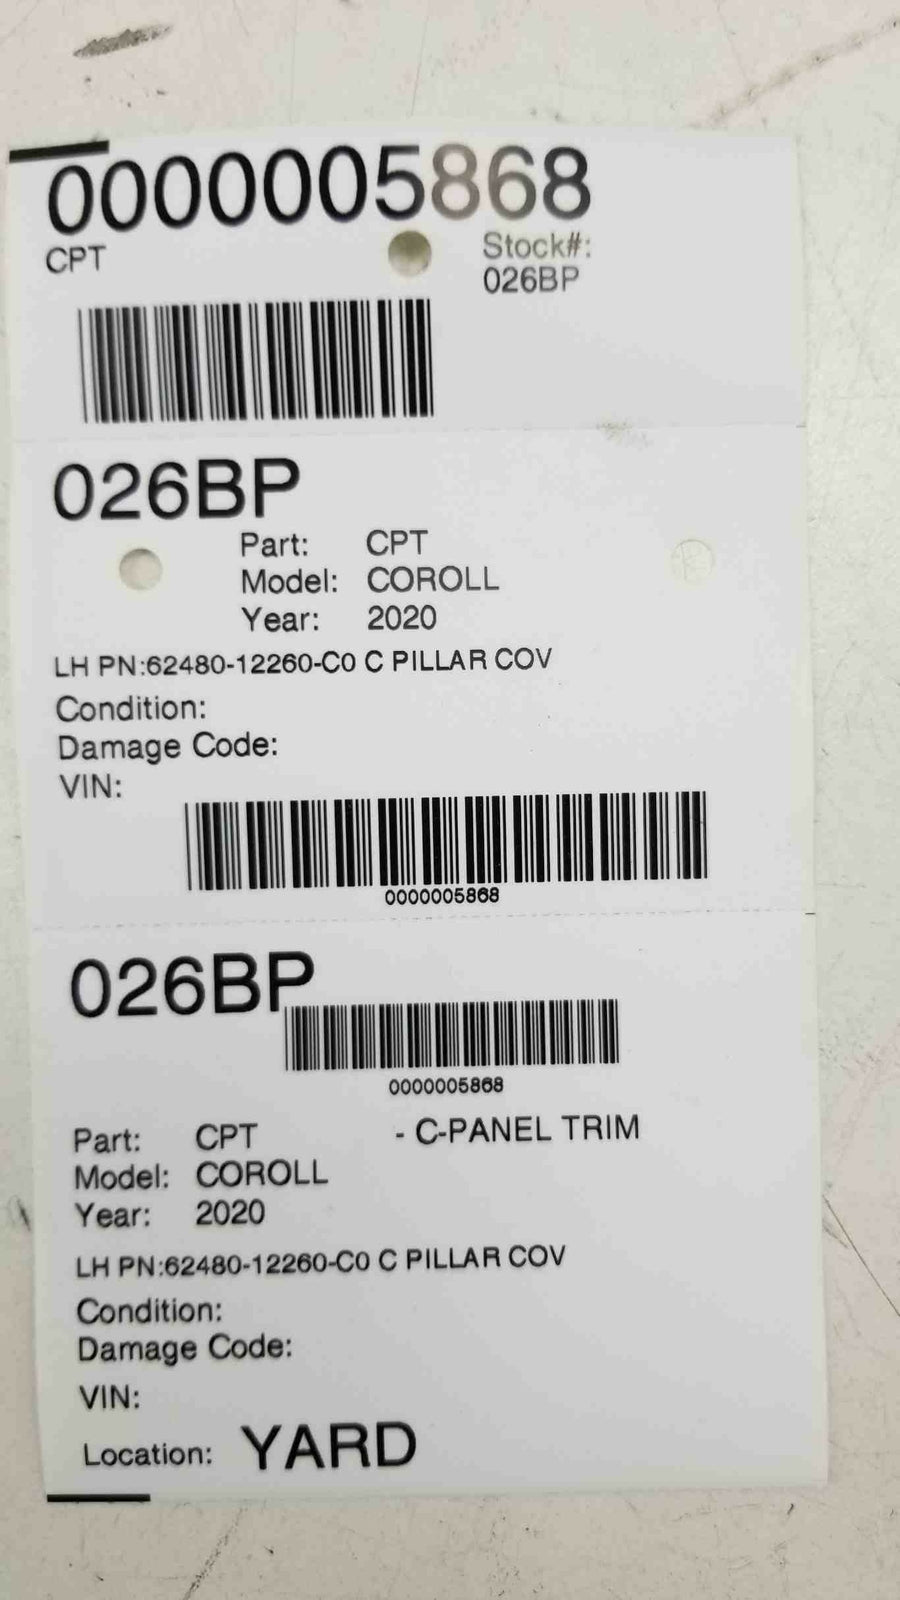 0000005868
CPT
Stock#:
026BP
026BP
Part: CPT
Model: COROLL
Year: 2020
LH PN:62480-12260-C0 C PILLAR COV
Condition:
Damage Code:
VIN:
0000005868
026BP
0000005868
Part: CPT - C-PANEL TRIM
Model: COROLL
Year: 2020
LH PN:62480-12260-C0 C PILLAR COV
Condition:
Damage Code:
VIN:
Location: YARD